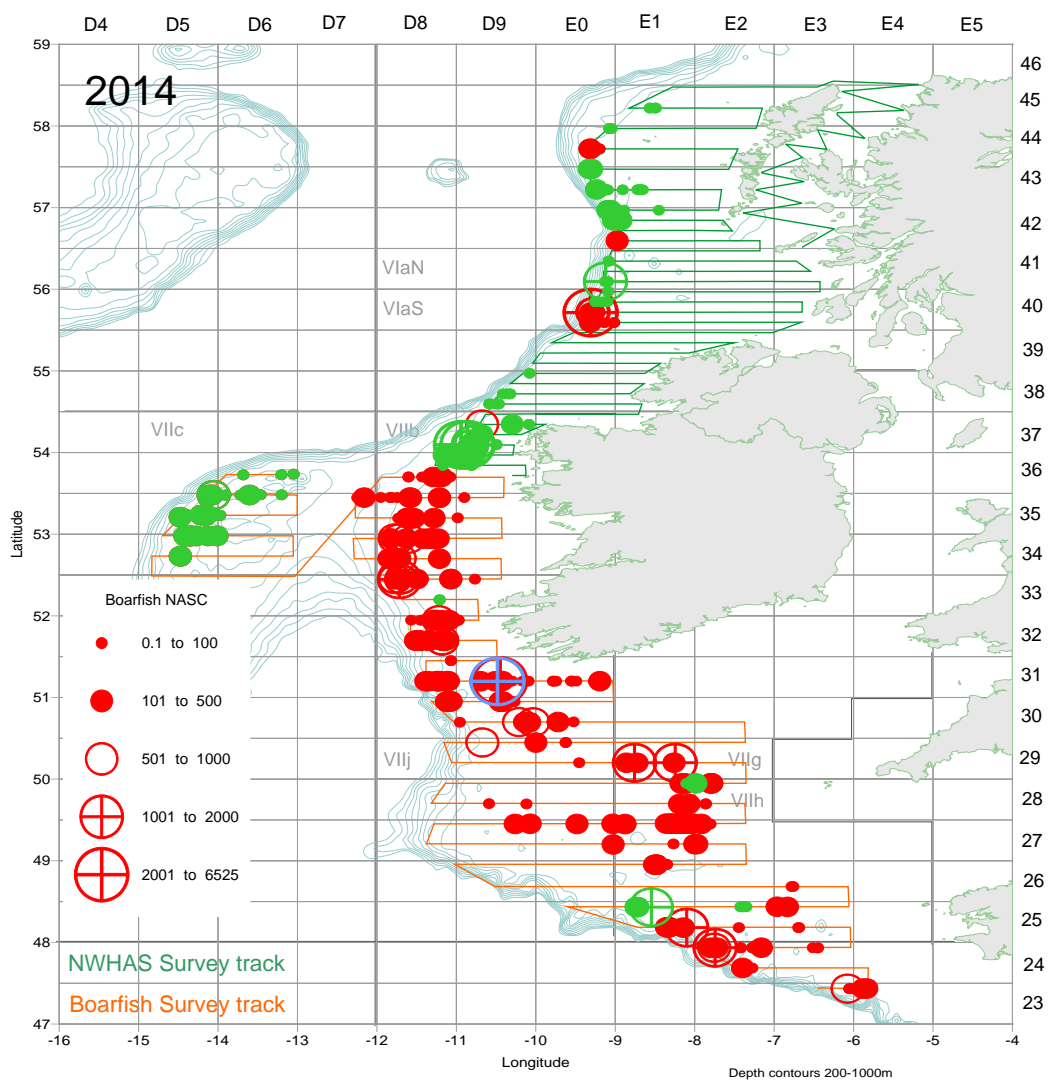 D4 D5 D6 D7 D8 D9 E0 E1 E2 E3 E4 E5
2014
59
58
57
56
55
54
53
52
51
50
49
48
47
Latitude
46
45
44
43
42
41
40
39
38
37
36
35
34
33
32
31
30
29
28
27
26
25
24
23
VIaN
VIaS
VIIc
VIIb
VIIj
VIIg
VIIh
Boarfish NASC
0.1 to 100
101 to 500
501 to 1000
1001 to 2000
2001 to 6525
NWHAS Survey track
Boarfish Survey track
-16 -15 -14 -13 -12 -11 -10 -9 -8 -7 -6 -5 -4
Longitude
Depth contours 200-1000m